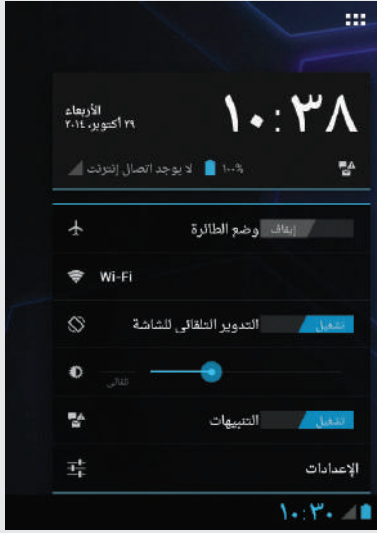 ١٠:٣٨
الأربعاء
٢٩ أكتوبر، ٢٠١٤
١٠٠% لا يوجد اتصال إنترنت
وضع الطائرة إيقاف
Wi-Fi
التدوير التلقائي للشاشة تشغيل
تلقائي
التنبيهات تشغيل
الإعدادات
١٠:٣٠